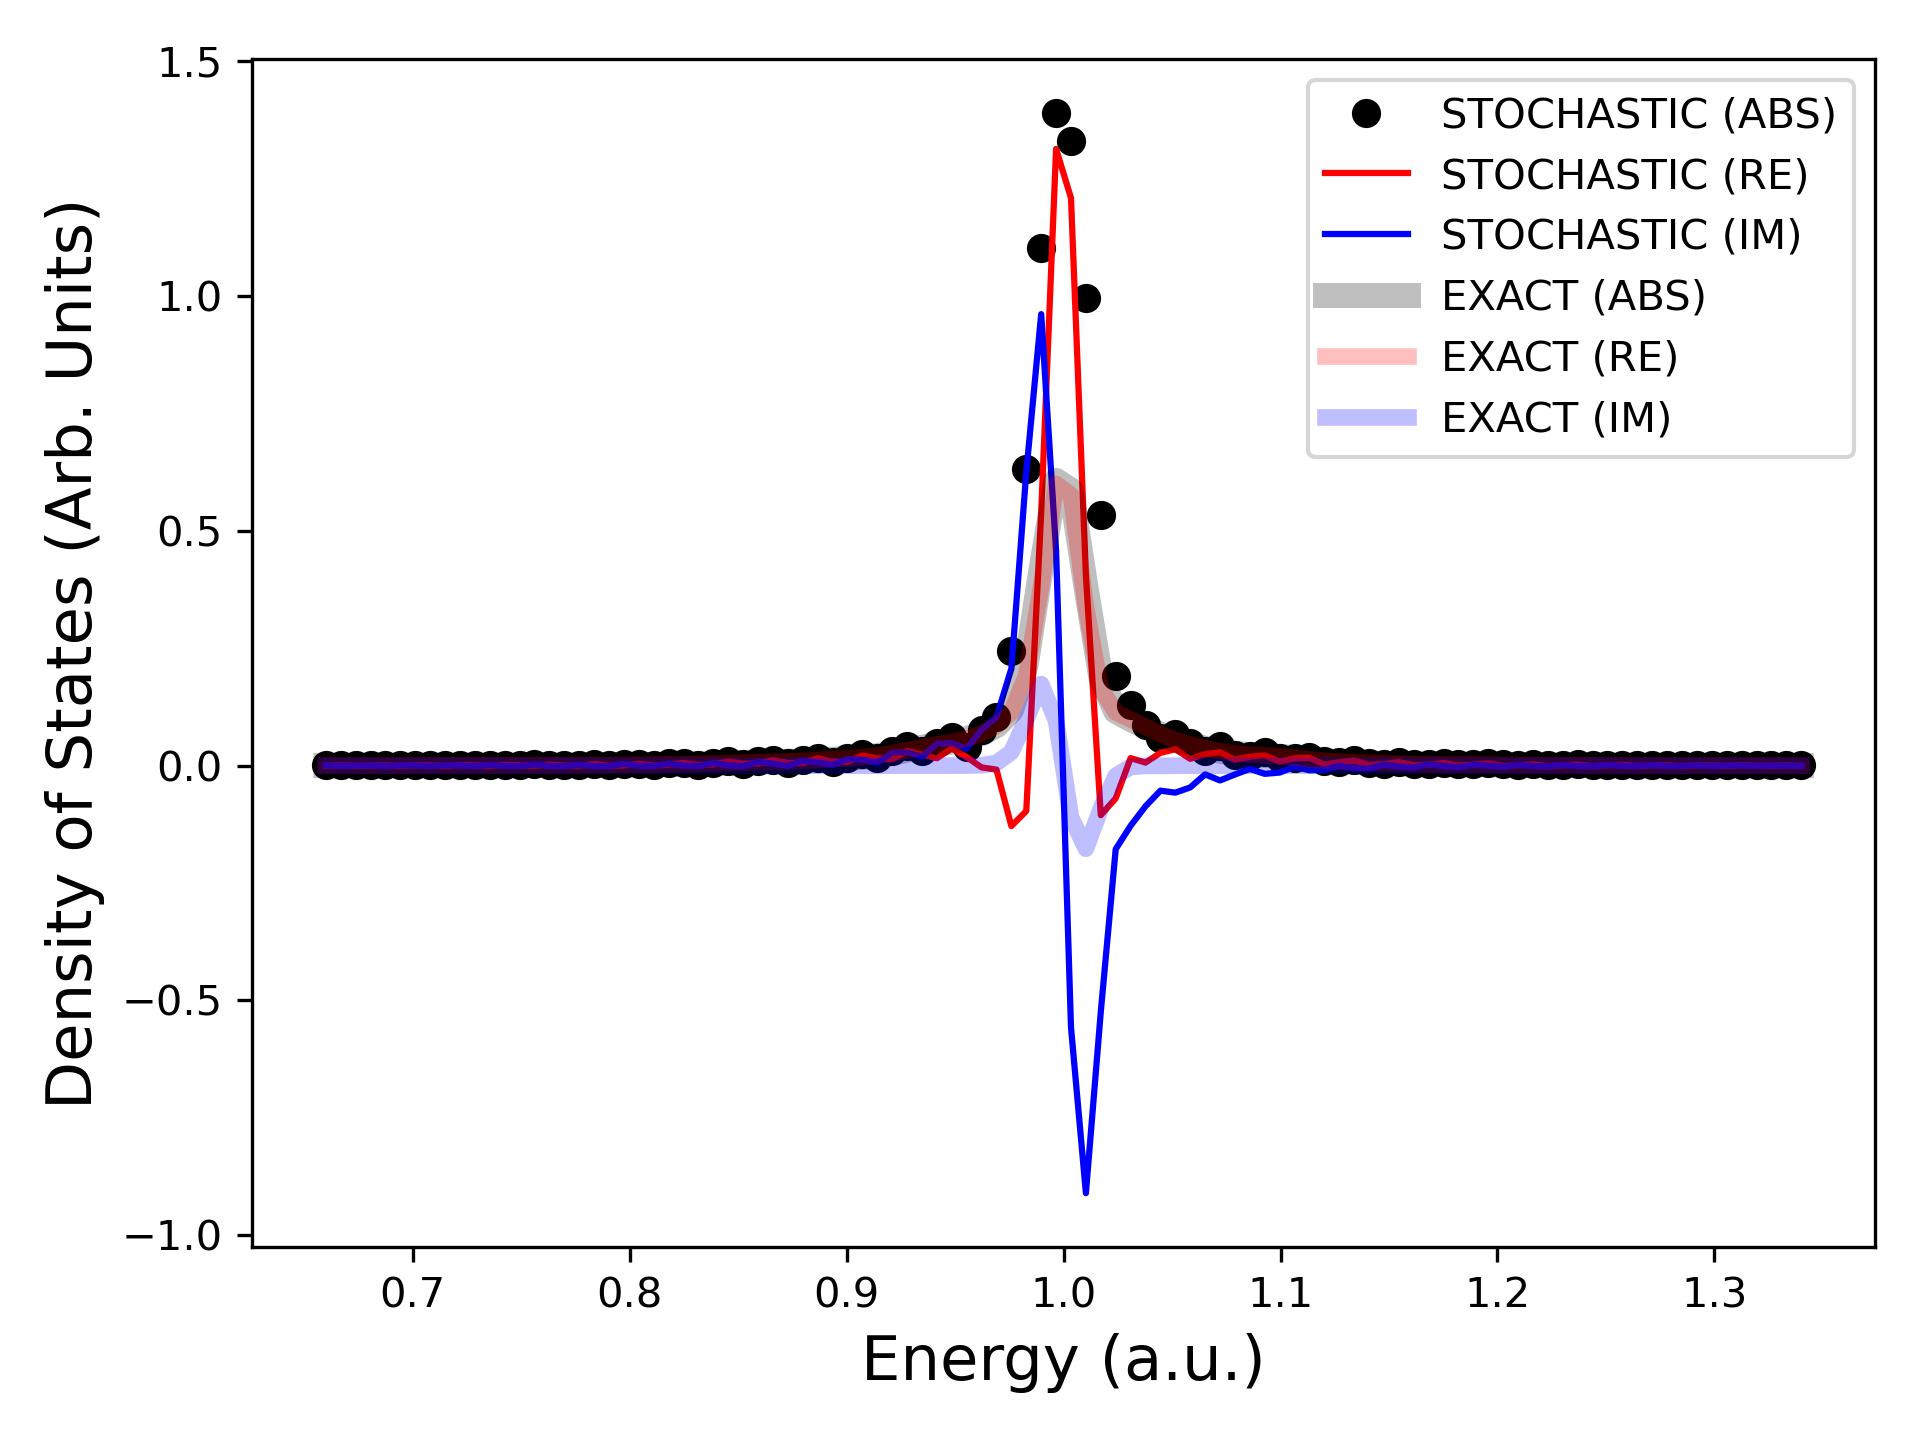 1.5
1.0
0.5
0.0
−0.5
−1.0
Density of States (Arb. Units)
STOCHASTIC (ABS)
STOCHASTIC (RE)
STOCHASTIC (IM)
EXACT (ABS)
EXACT (RE)
EXACT (IM)
0.7 0.8 0.9 1.0 1.1 1.2 1.3
Energy (a.u.)